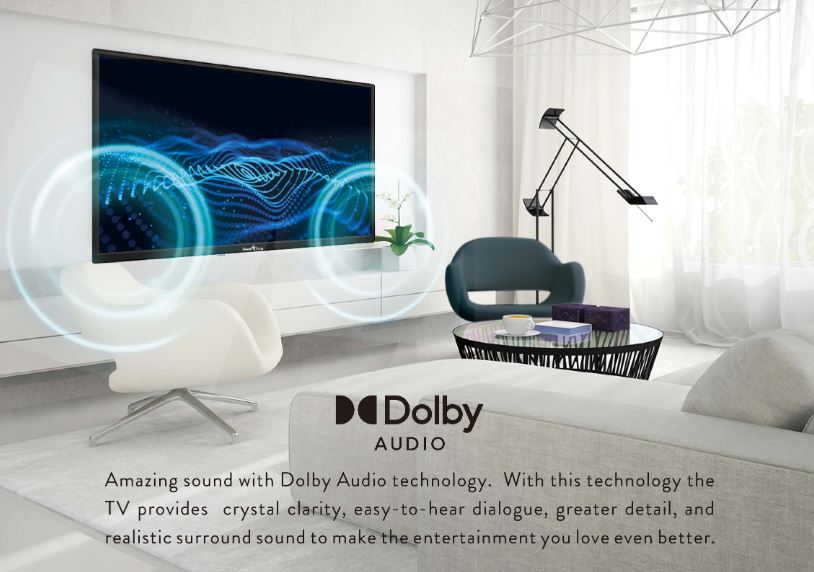 Dolby
AUDIO
Amazing sound with Dolby Audio technology. With this technology the
TV provides crystal clarity, easy-to-hear dialogue, greater detail, and
realistic surround sound to make the entertainment you love even better.